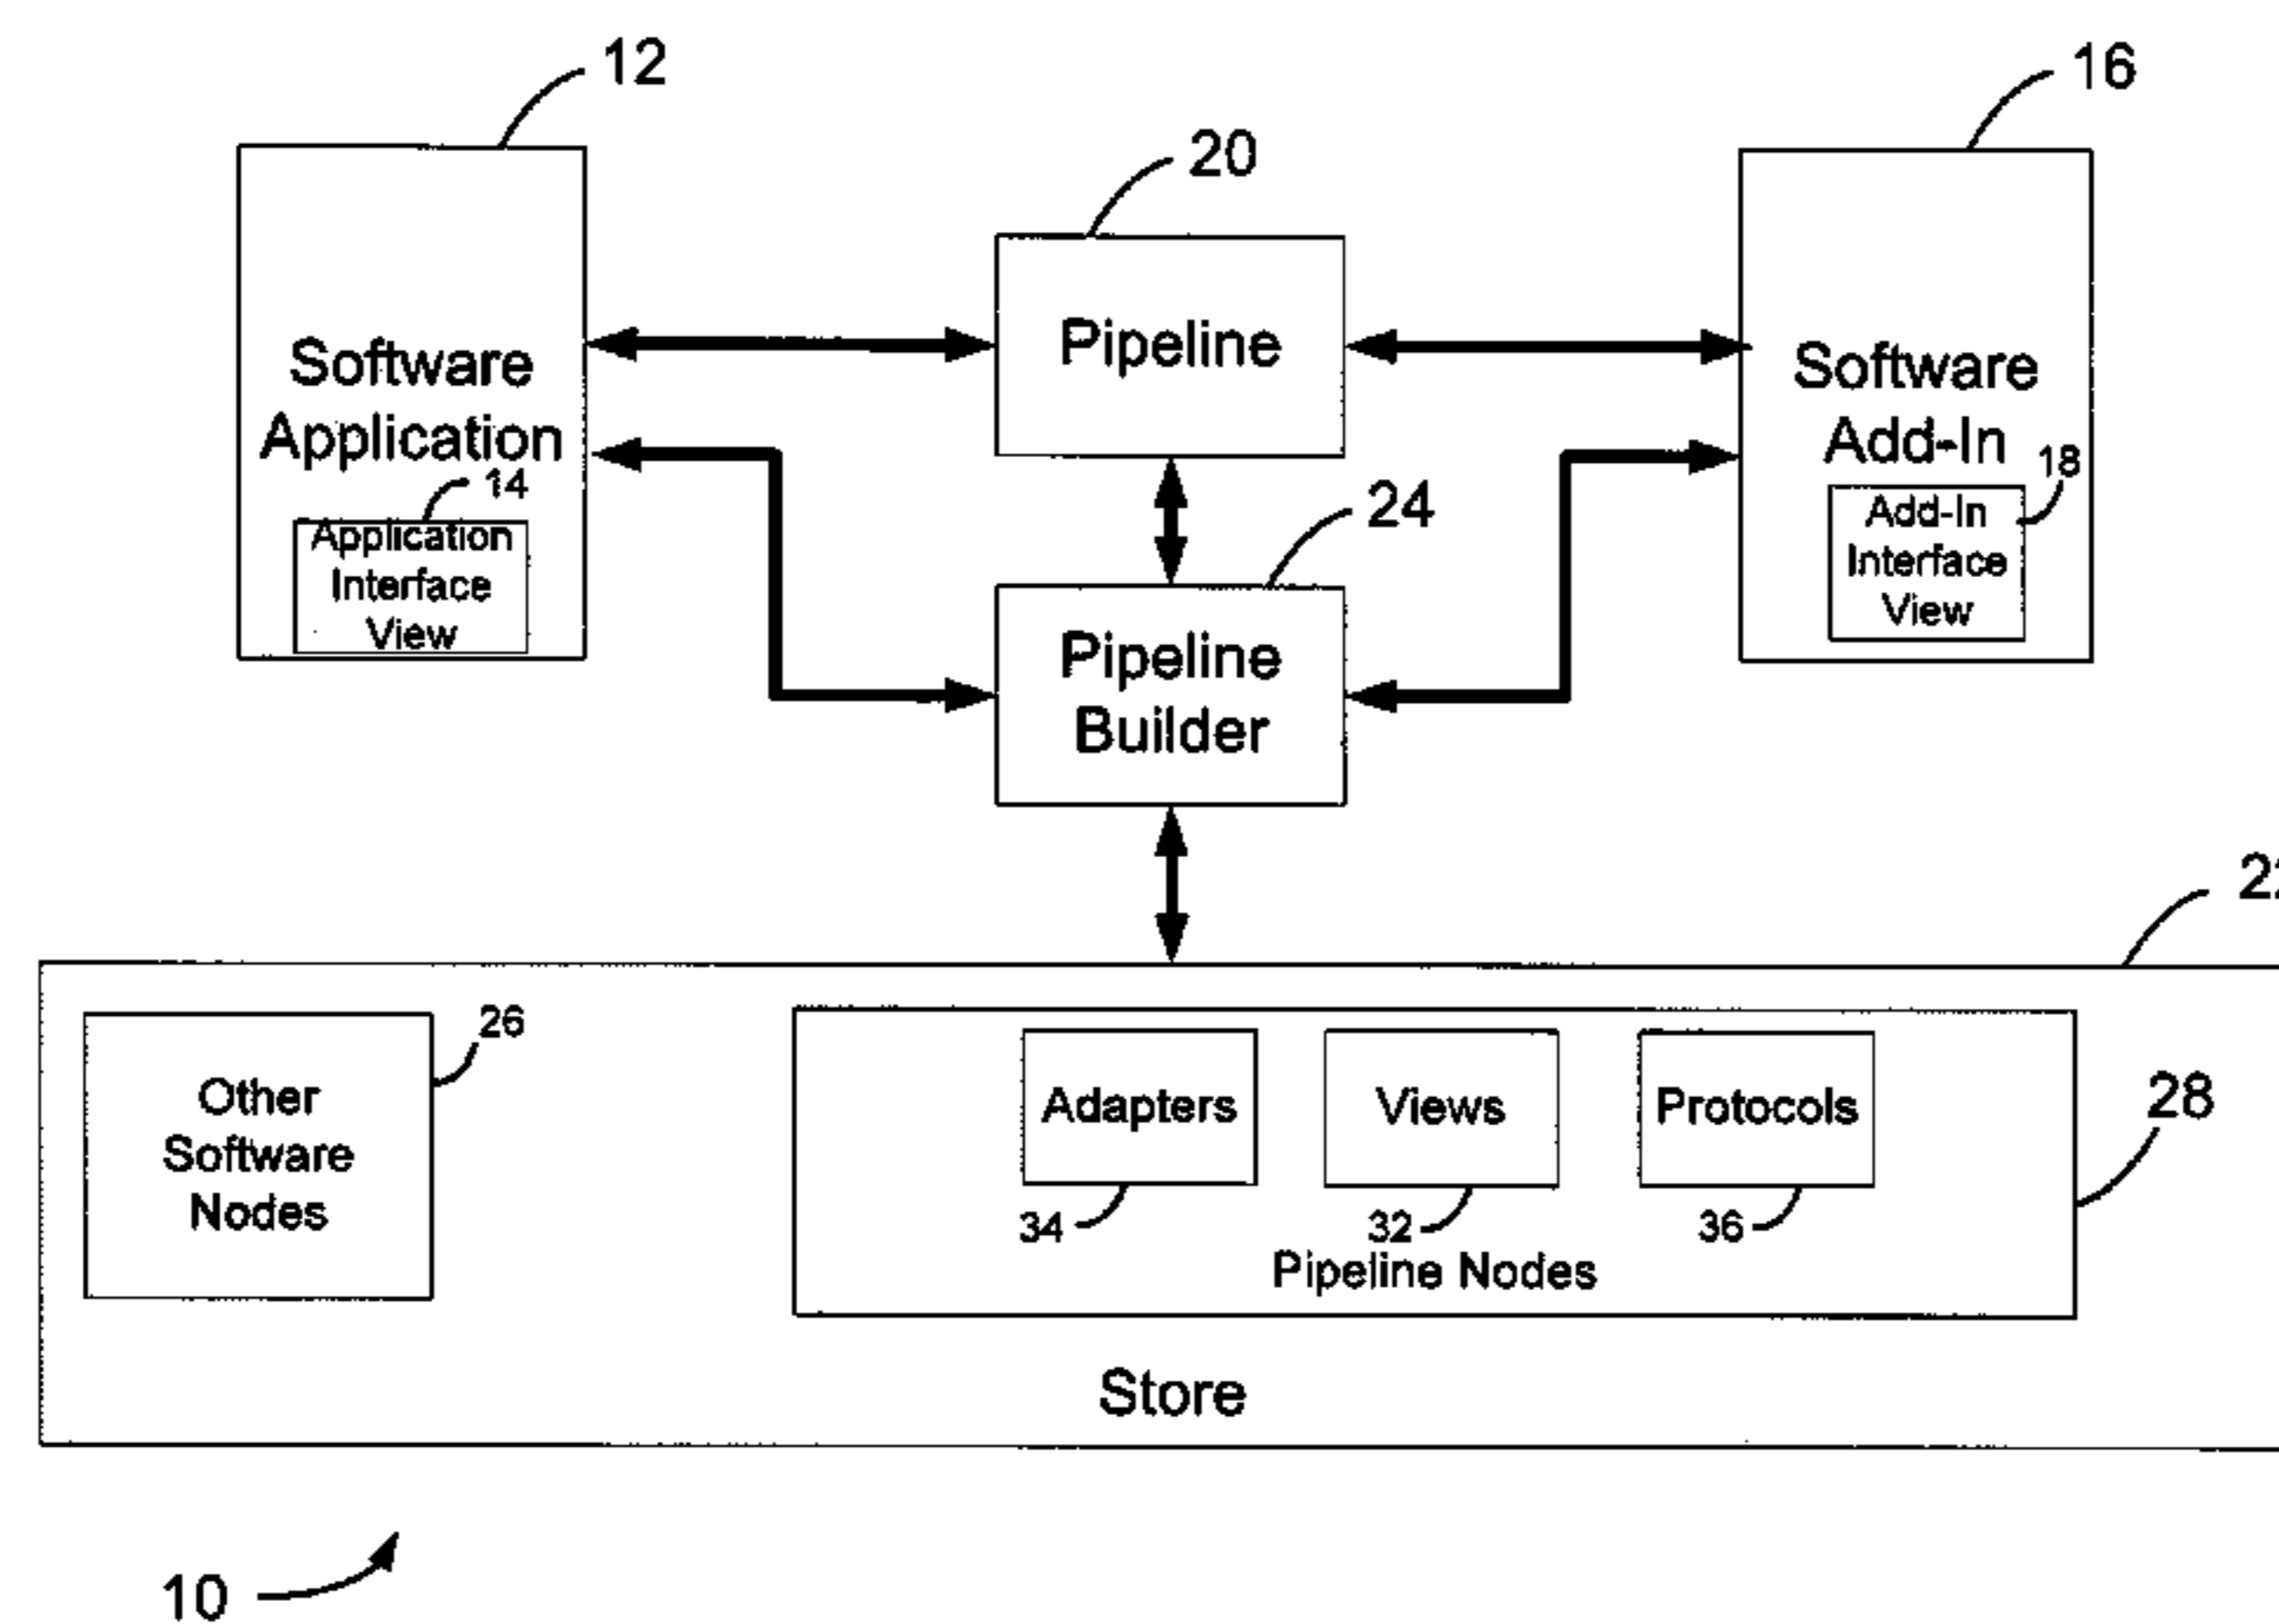 12
16
20
Pipeline
Software
Application
Software
Add-In
14
18
24
Application
Interface
View
Add-In
Interface
View
Pipeline
Builder
26
Other
Software
Nodes
Adapters
Views
Protocols
28
34
32
36
Pipeline Nodes
Store
10